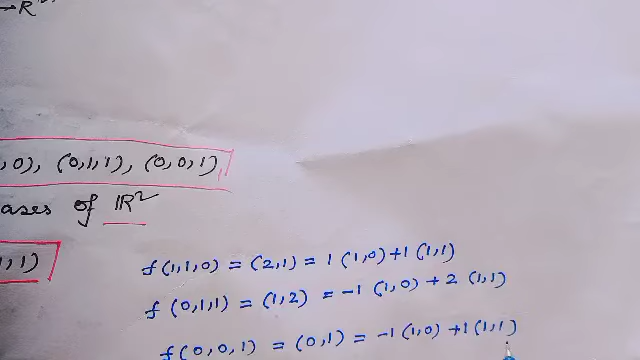 →R
,0), (0,1,1), (0,0,1)
ases of ℝ²
,1)
f(1,1,0) = (2,1) = 1 (1,0)+1 (1,1)
f(0,1,1) = (1,2) = -1 (1,0) + 2 (1,1)
f(0,0,1) = (0,1) = -1(1,0) +1(1,1)